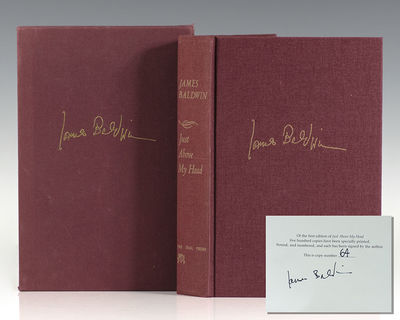 James Baldwin
JAMES
BALDWIN
Just
Above
My Head
THE DIAL PRESS
James Baldwin
Of the first edition of Just Above My Head
five hundred copies have been specially printed,
bound, and numbered, and each has been signed by the author.
This is copy number 64
James Baldwin